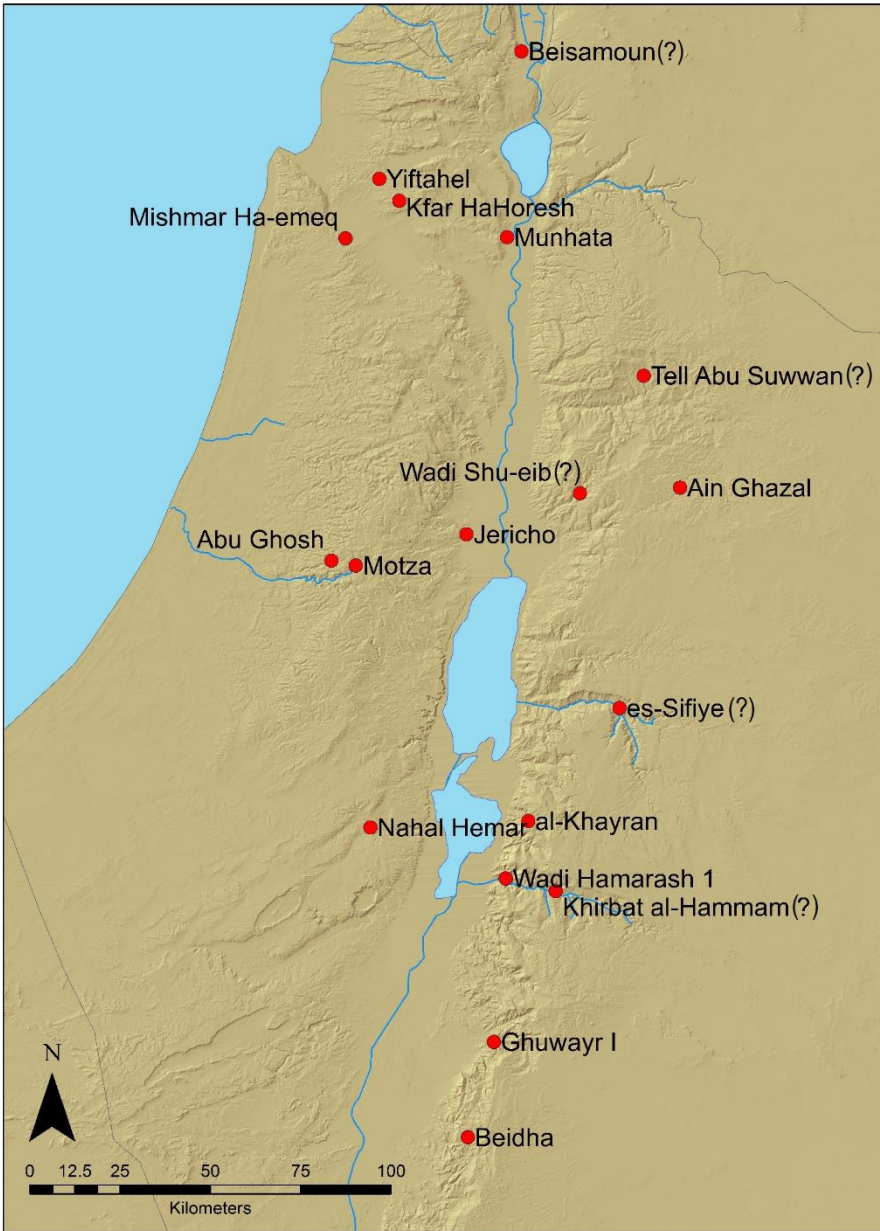 Beisamoun(?)
Yiftahel
Kfar HaHoresh
Mishmar Ha-emeq
Munhata
Tell Abu Suwwan(?)
Wadi Shu-eib(?)
Ain Ghazal
Jericho
Abu Ghosh
Motza
es-Sifiye(?)
Nahal Hemar
al-Khayran
Wadi Hamarash 1
Khirbat al-Hammam(?)
Ghuwayr I
N
Beidha
0 12.5 25 50 75 100
Kilometers